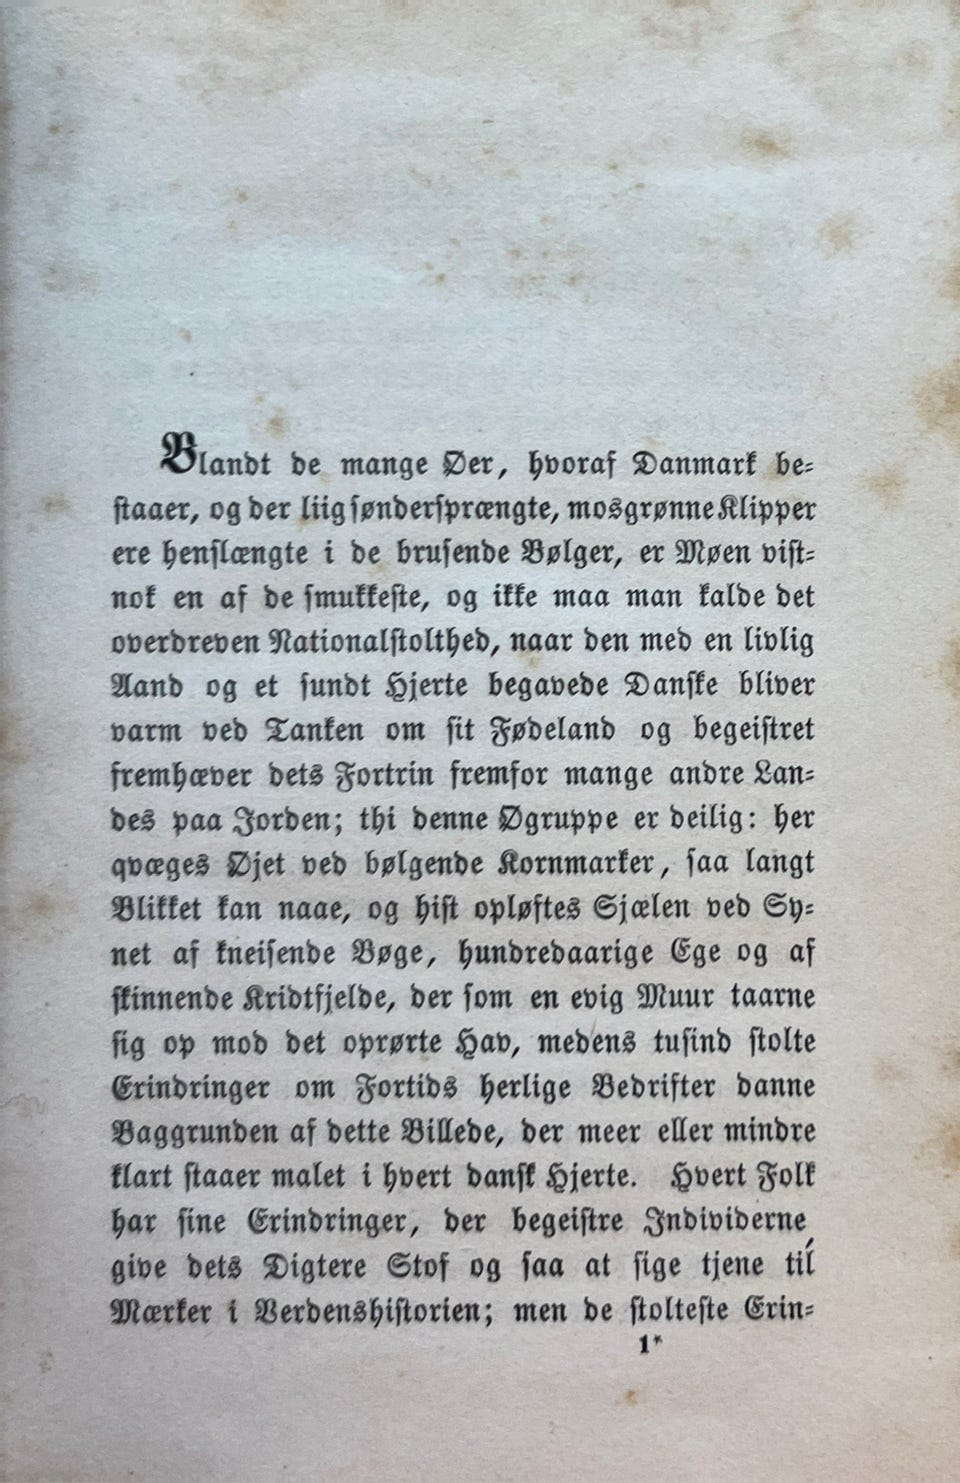 Blandt de mange Øer, hvoraf Danmark be-
staaer, og der liig søndersprængte, mosgrønne Klipper
ere henslængte i de brusende Bølger, er Møen vist-
nok en af de smukkeste, og ikke maa man kalde det
overdreven Nationalstolthed, naar den med en livlig
Aand og et sundt Hjerte begavede Danske bliver
varm ved Tanken om sit Fødeland og begeistret
fremhæver dets Fortrin fremfor mange andre Lan-
des paa Jorden; thi denne Øgruppe er deilig: her
qvæges Øjet ved bølgende Kornmarker, saa langt
Blikket kan naae, og hist opløftes Sjælen ved Sy-
net af kneisende Bøge, hundredaarige Ege og af
skinnende Kridtfjelde, der som en evig Muur taarne
sig op mod det oprørte Hav, medens tusind stolte
Erindringer om Fortids herlige Bedrifter danne
Baggrunden af dette Billede, der meer eller mindre
klart staaer malet i hvert dansk Hjerte. Hvert Folk
har sine Erindringer, der begeistre Individerne,
give dets Digtere Stof og saa at sige tjene til
Mærker i Verdenshistorien; men de stolteste Erin-
1*